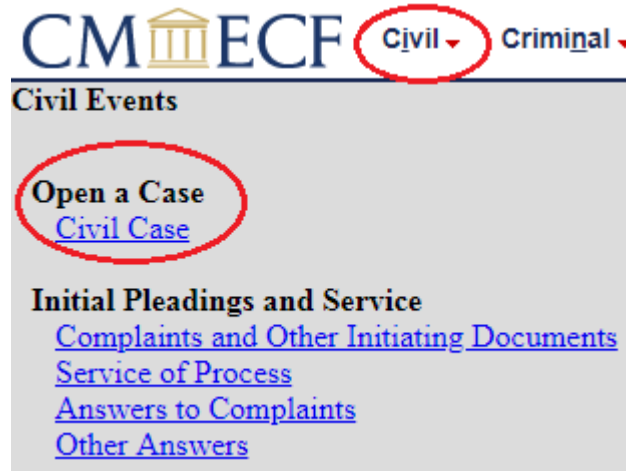 CM ECF Civil Criminal
Civil Events
Open a Case
Civil Case
Initial Pleadings and Service
Complaints and Other Initiating Documents
Service of Process
Answers to Complaints
Other Answers